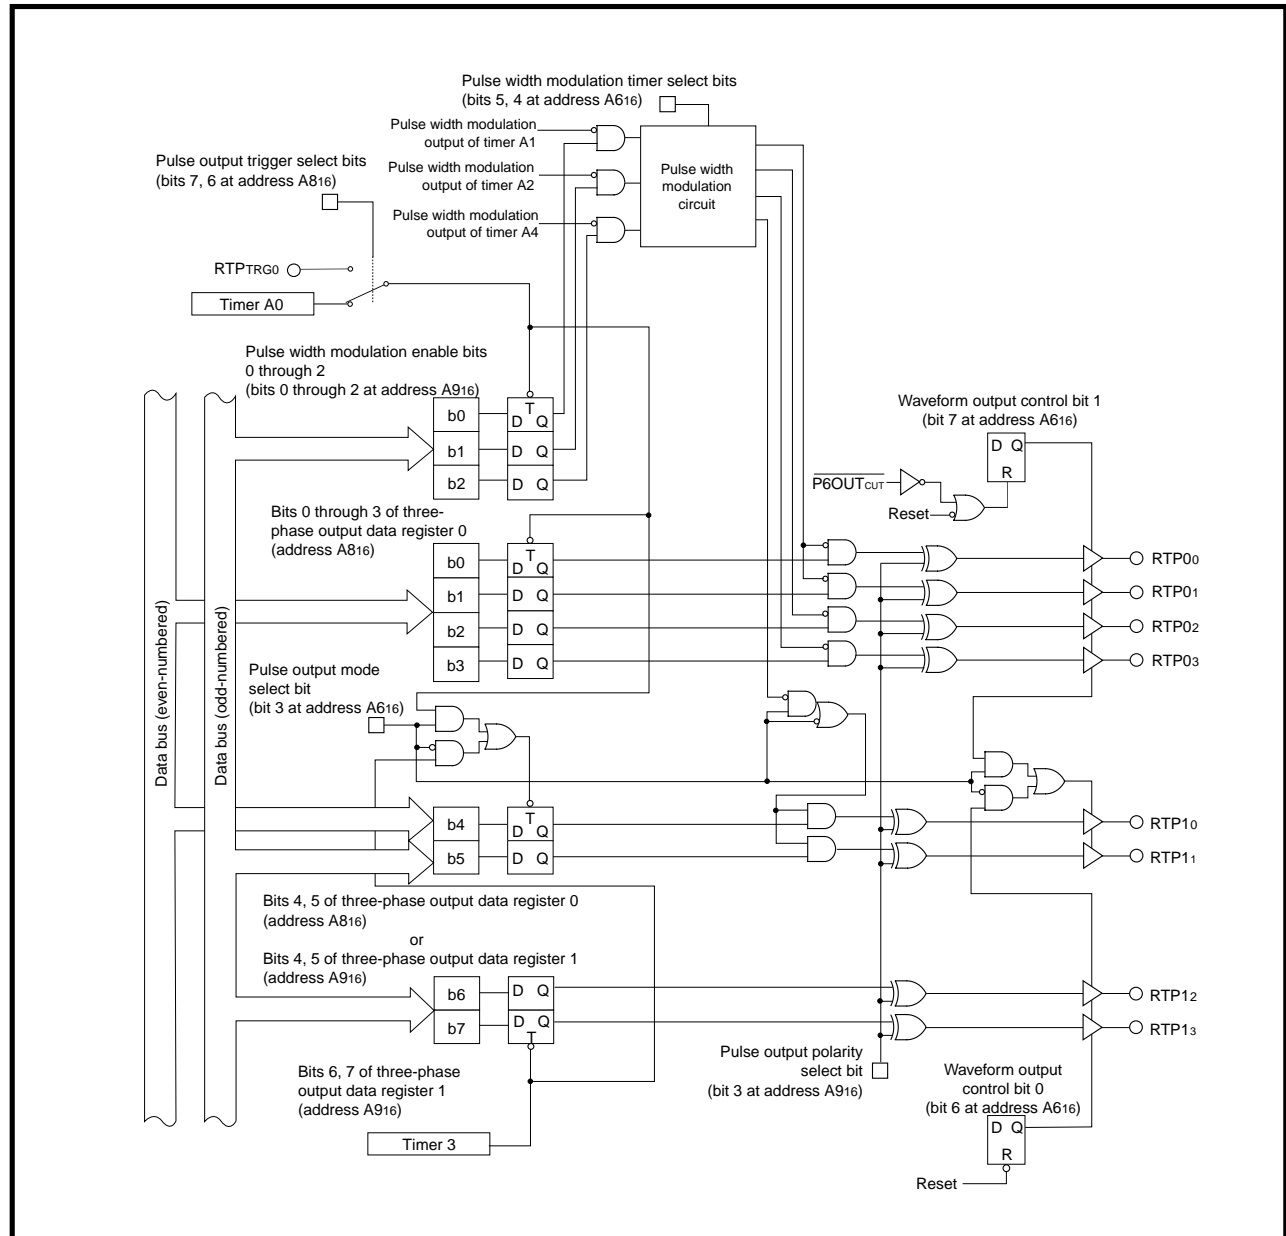 Pulse width modulation timer select bits
(bits 5, 4 at address A616)
Pulse width modulation
output of timer A1
Pulse width modulation
output of timer A2
Pulse width modulation
output of timer A4
Pulse width
modulation
circuit
Pulse output trigger select bits
(bits 7, 6 at address A816)
RTPTRG0
Timer A0
Pulse width modulation enable bits
0 through 2
(bits 0 through 2 at address A916)
b0
b1
b2
T
D Q
D Q
D Q
Waveform output control bit 1
(bit 7 at address A616)
D Q
R
P6OUTCUT
Reset
Bits 0 through 3 of three-
phase output data register 0
(address A816)
b0
b1
b2
b3
T
D Q
D Q
D Q
D Q
RTP00
RTP01
RTP02
RTP03
Data bus (even-numbered)
Data bus (odd-numbered)
Pulse output mode
select bit
(bit 3 at address A616)
b4
b5
T
D Q
D Q
RTP10
RTP11
Bits 4, 5 of three-phase output data register 0
(address A816)
or
Bits 4, 5 of three-phase output data register 1
(address A916)
b6
b7
D Q
D Q
T
RTP12
RTP13
Bits 6, 7 of three-phase
output data register 1
(address A916)
Timer 3
Pulse output polarity
select bit
(bit 3 at address A916)
Waveform output
control bit 0
(bit 6 at address A616)
D Q
R
Reset